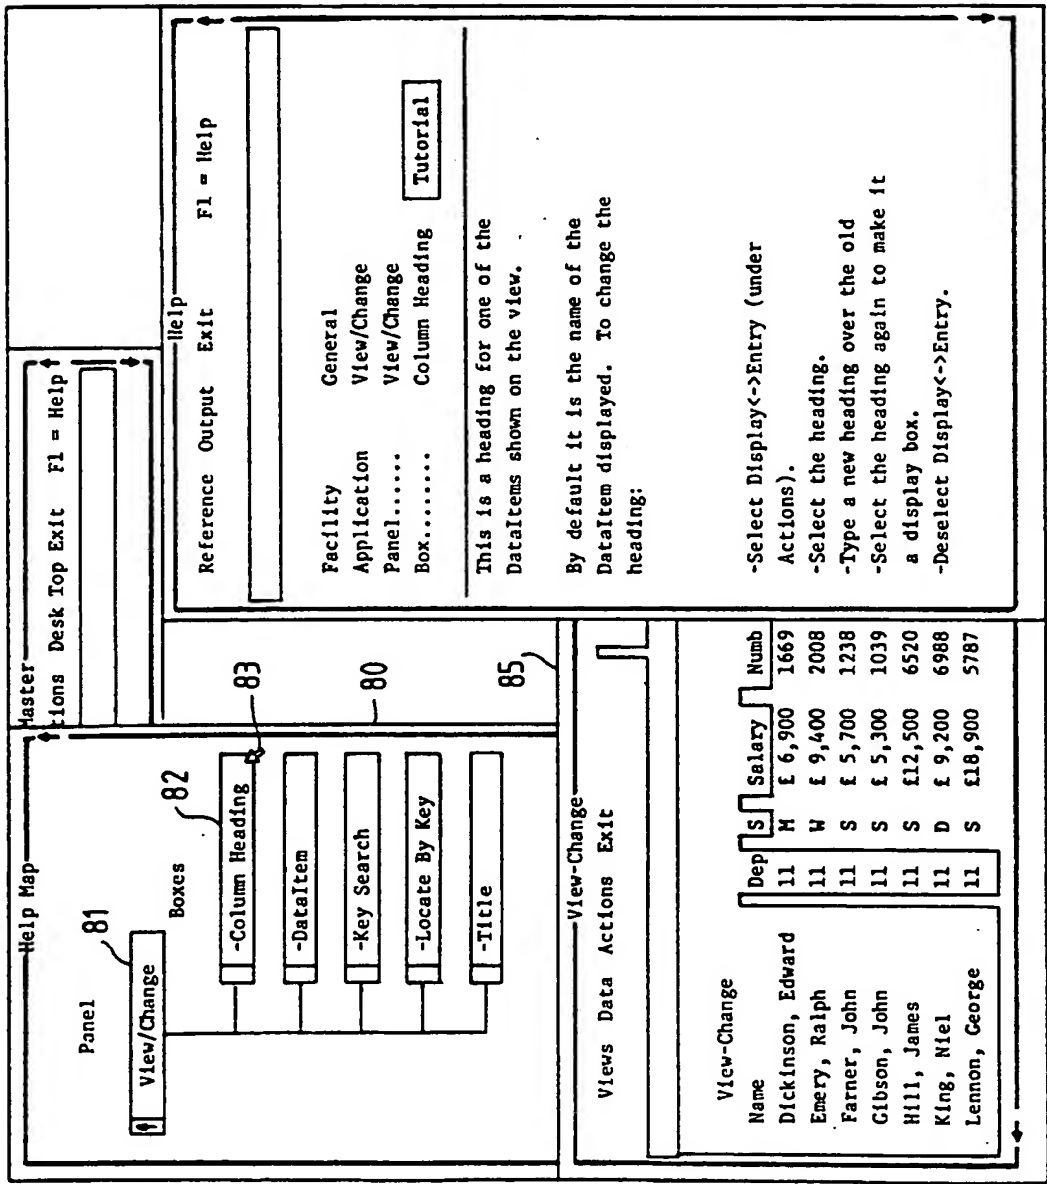 Help Map
Panel
81
View/Change
Boxes
82
-Column Heading
83
-DataItem
-Key Search
80
-Locate By Key
-Title
85
Master
tions Desk Top Exit F1 = Help
Help
Reference Output Exit F1 = Help
Facility General
Application View/Change
Panel..... View/Change
Box........ Column Heading Tutorial
This is a heading for one of the
DataItems shown on the view.
By default it is the name of the
DataItem displayed. To change the
heading:
-Select Display<->Entry (under
Actions).
-Select the heading.
-Type a new heading over the old
-Select the heading again to make it
a display box.
-Deselect Display<->Entry.
View-Change
Views Data Actions Exit
View-Change
Name Dep S Salary Numb
Dickinson, Edward 11 M £ 6,900 1669
Emery, Ralph 11 W £ 9,400 2008
Farner, John 11 S £ 5,700 1238
Gibson, John 11 S £ 5,300 1039
Hill, James 11 S £12,500 6520
King, Niel 11 D £ 9,200 6988
Lennon, George 11 S £18,900 5787